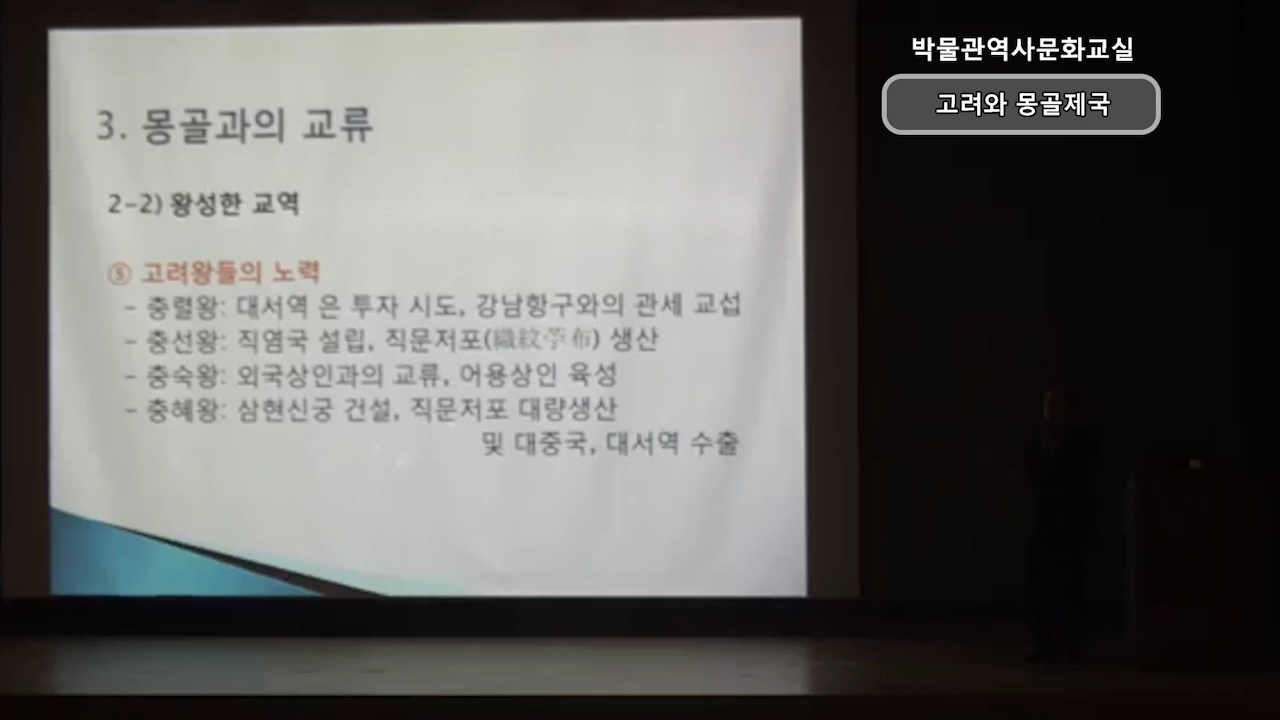 박물관역사문화교실
고려와 몽골제국
3. 몽골과의 교류
2-2) 왕성한 교역
⑤ 고려왕들의 노력
- 충렬왕: 대서역 은 투자 시도, 강남항구와의 관세 교섭
- 충선왕: 직염국 설립, 직문저포(織紋苧布) 생산
- 충숙왕: 외국상인과의 교류, 어용상인 육성
- 충혜왕: 삼현신궁 건설, 직문저포 대량생산
및 대중국, 대서역 수출